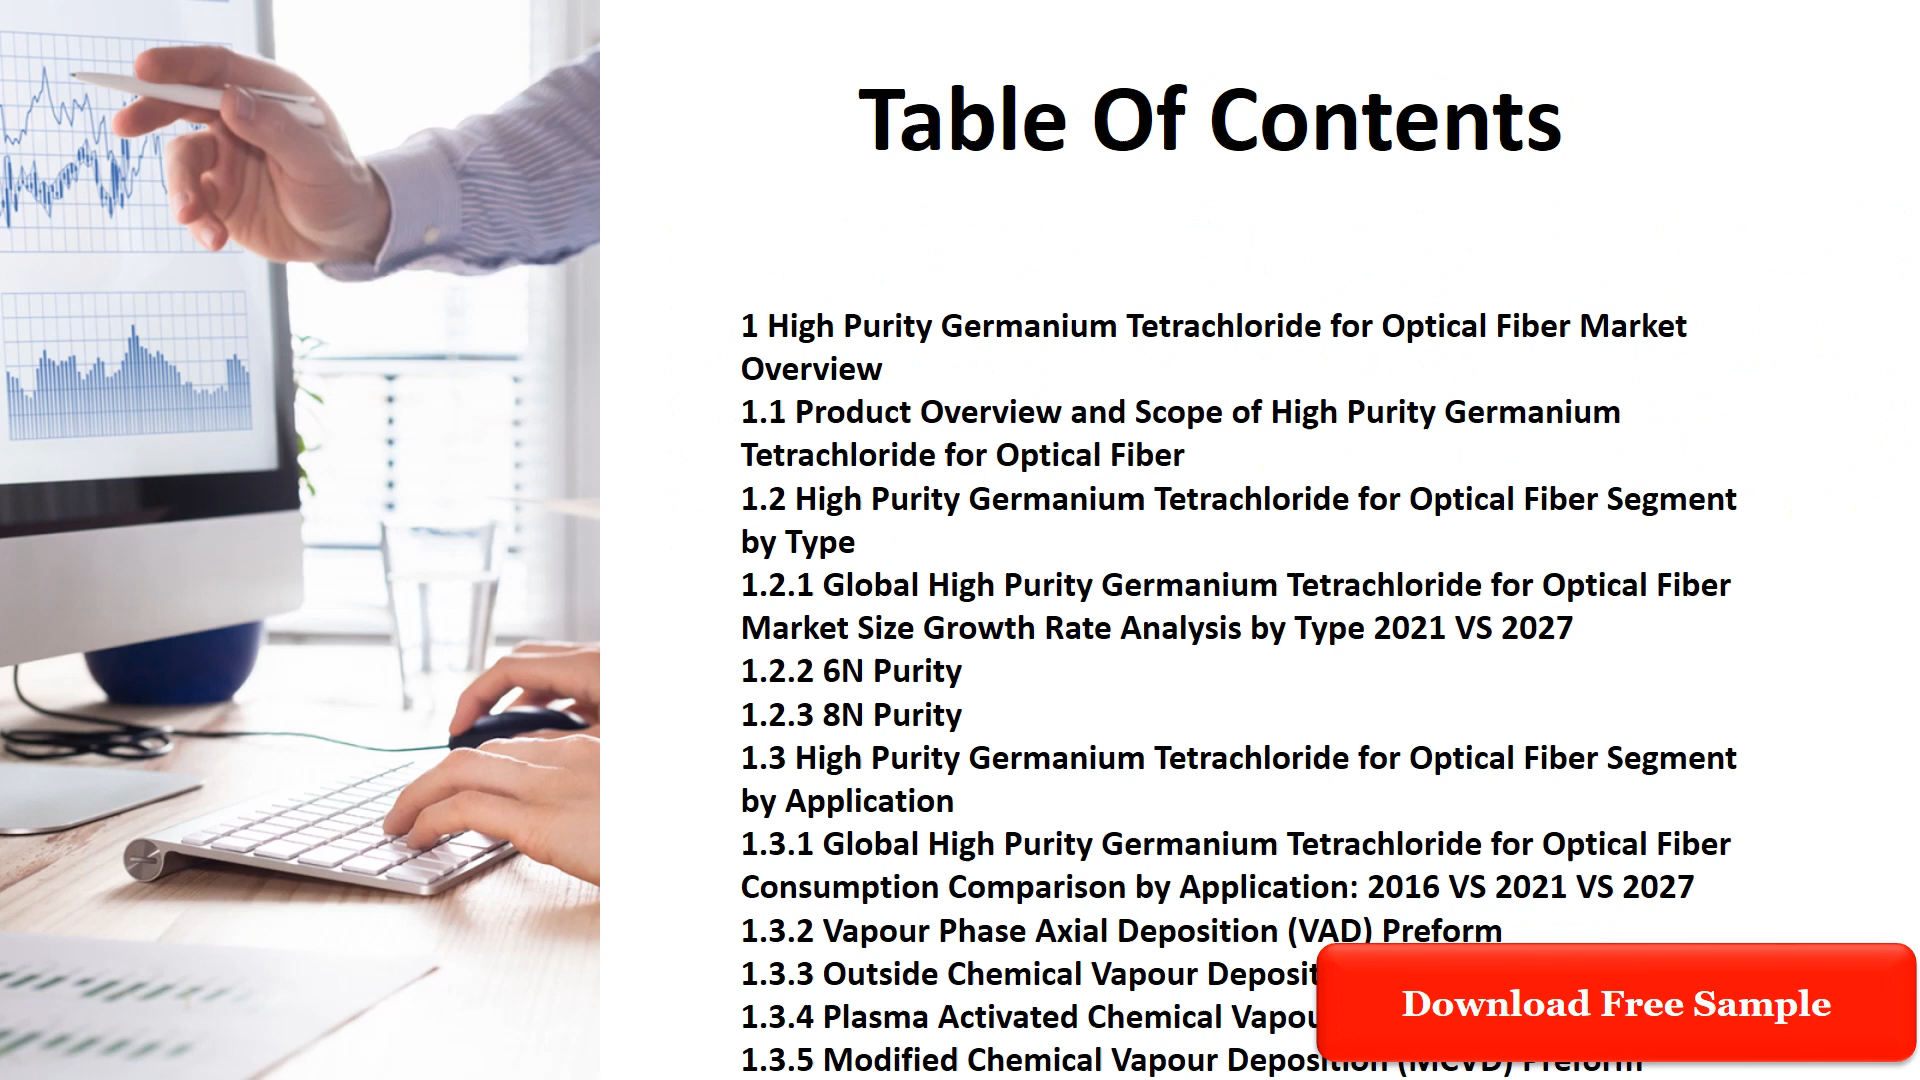 Table Of Contents
1 High Purity Germanium Tetrachloride for Optical Fiber Market
Overview
1.1 Product Overview and Scope of High Purity Germanium
Tetrachloride for Optical Fiber
1.2 High Purity Germanium Tetrachloride for Optical Fiber Segment
by Type
1.2.1 Global High Purity Germanium Tetrachloride for Optical Fiber
Market Size Growth Rate Analysis by Type 2021 VS 2027
1.2.2 6N Purity
1.2.3 8N Purity
1.3 High Purity Germanium Tetrachloride for Optical Fiber Segment
by Application
1.3.1 Global High Purity Germanium Tetrachloride for Optical Fiber
Consumption Comparison by Application: 2016 VS 2021 VS 2027
1.3.2 Vapour Phase Axial Deposition (VAD) Preform
1.3.3 Outside Chemical Vapour
1.3.4 Plasma Activated Chemical
1.3.5 Modified Chemical Vapour Deposition (MCVD) Preform
Download Free Sample